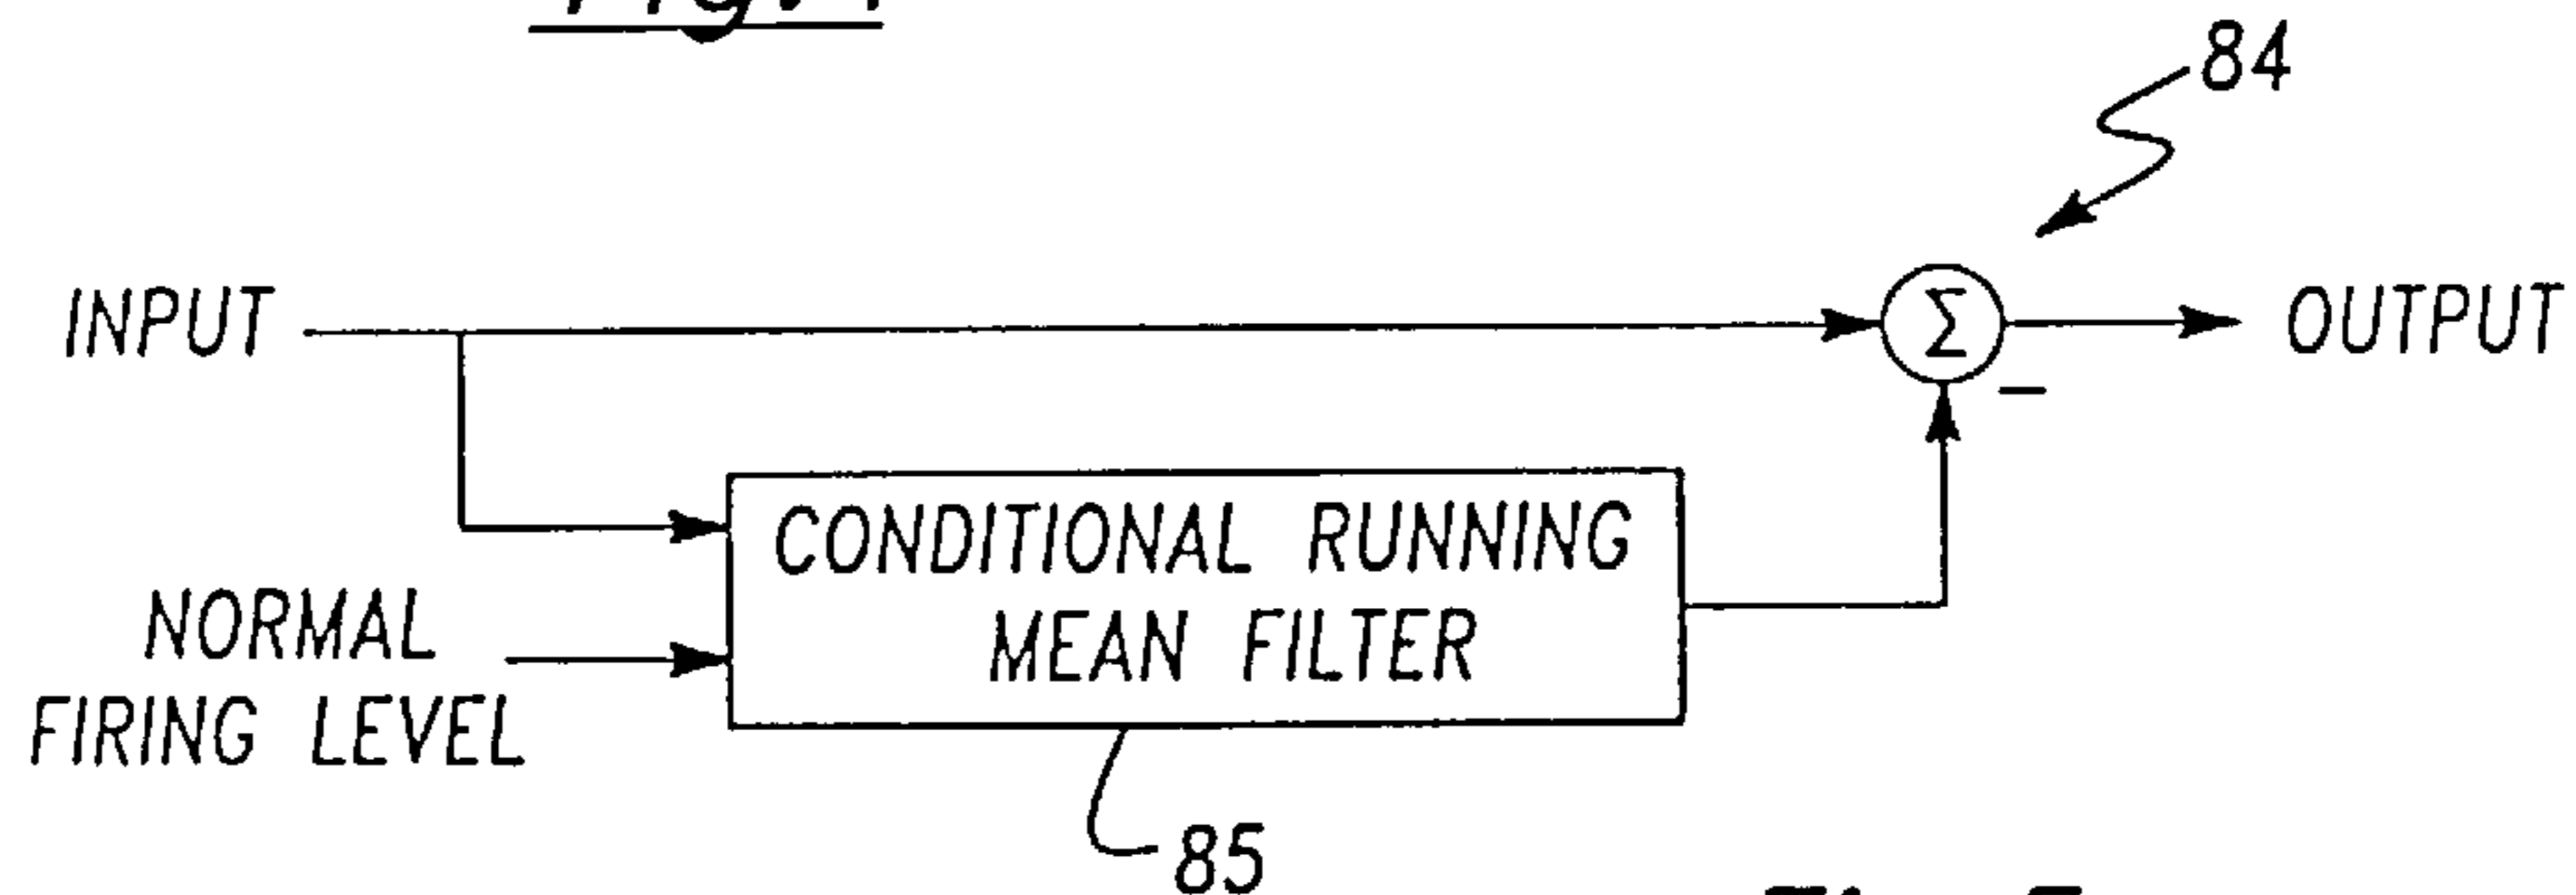 84
INPUT
Σ
OUTPUT
−
CONDITIONAL RUNNING
MEAN FILTER
NORMAL
FIRING LEVEL
85